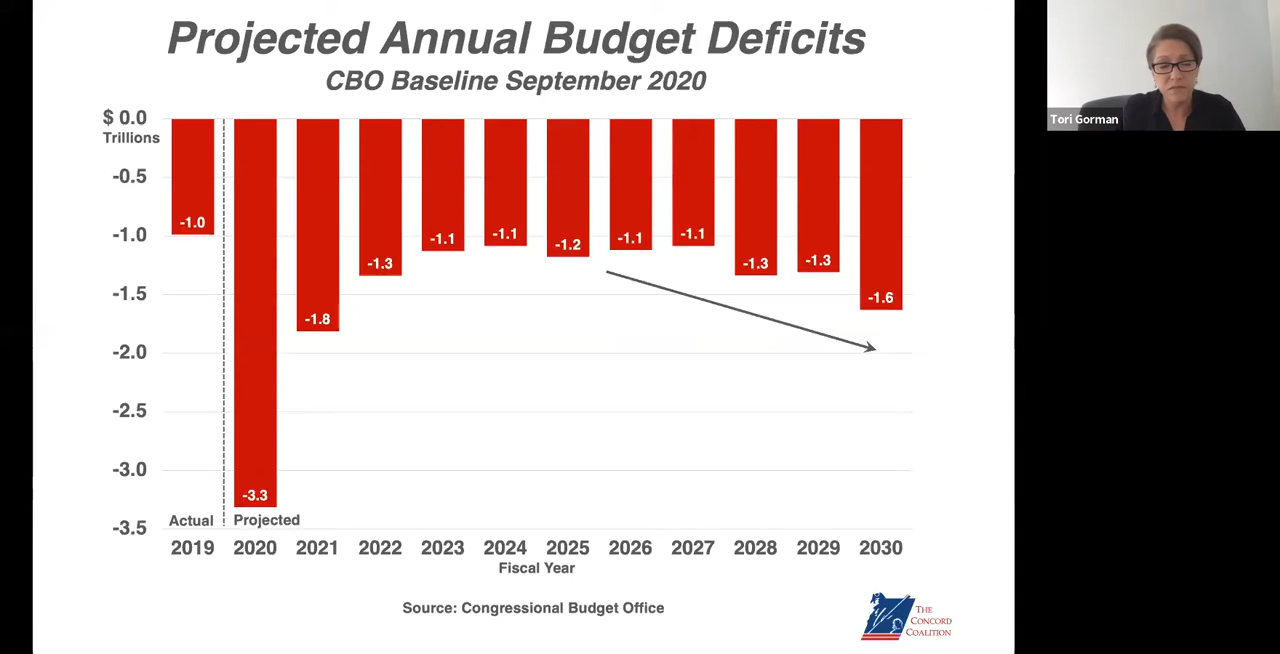 Projected Annual Budget Deficits
CBO Baseline September 2020
$ 0.0
Trillions
-0.5
-1.0
-1.5
-2.0
-2.5
-3.0
-3.5
-1.0
-3.3
-1.8
-1.3
-1.1
-1.1
-1.2
-1.1
-1.1
-1.3
-1.3
-1.6
Actual
Projected
2019 2020 2021 2022 2023 2024 2025 2026 2027 2028 2029 2030
Fiscal Year
Source: Congressional Budget Office
THE
CONCORD
COALITION
Tori Gorman